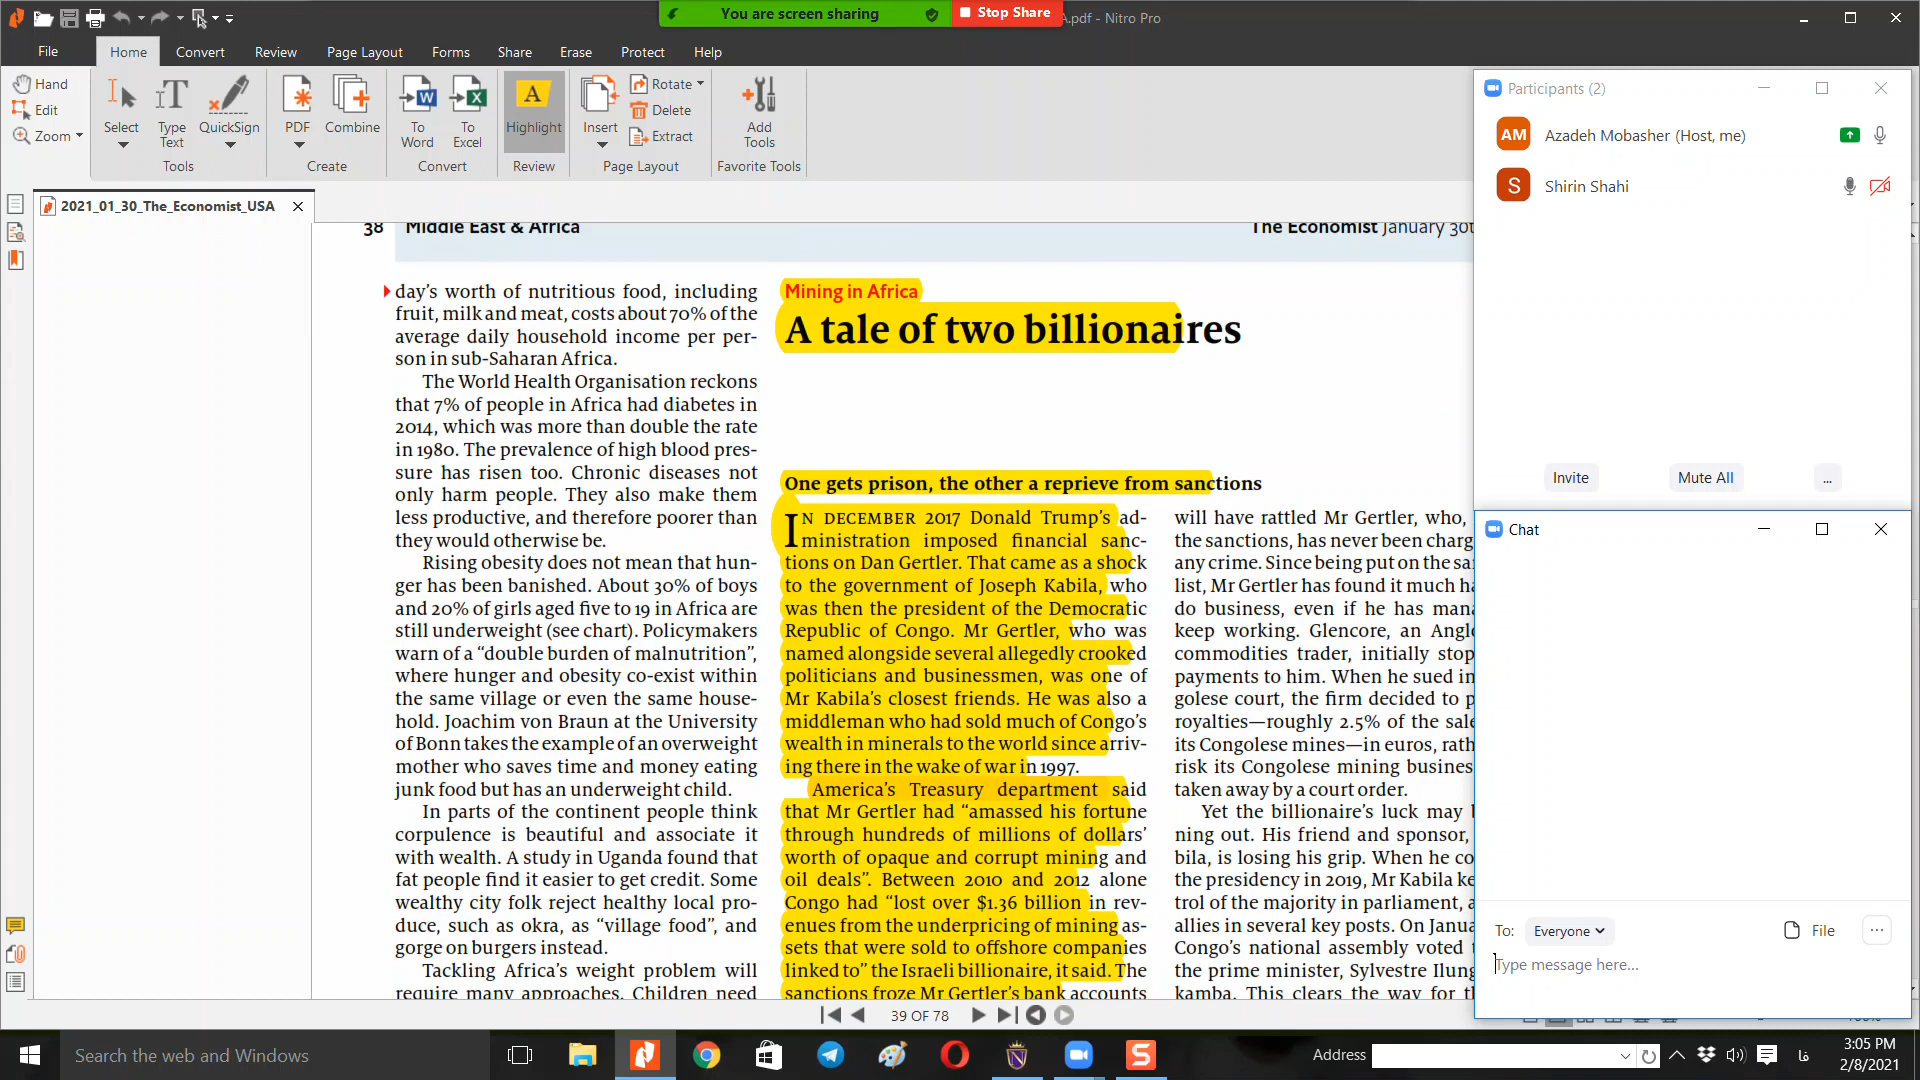 You are screen sharing
Stop Share
A.pdf - Nitro Pro
File
Home
Convert
Review
Page Layout
Forms
Share
Erase
Protect
Help
Hand
Edit
Zoom
Select
Type Text
QuickSign
Tools
PDF
Combine
Create
To Word
To Excel
Convert
Highlight
Review
Insert
Rotate
Delete
Extract
Page Layout
Add Tools
Favorite Tools
2021_01_30_The_Economist_USA
38 Middle East & Africa
The Economist January 30t
day's worth of nutritious food, including
fruit, milk and meat, costs about 70% of the
average daily household income per per-
son in sub-Saharan Africa.
The World Health Organisation reckons
that 7% of people in Africa had diabetes in
2014, which was more than double the rate
in 1980. The prevalence of high blood pres-
sure has risen too. Chronic diseases not
only harm people. They also make them
less productive, and therefore poorer than
they would otherwise be.
Rising obesity does not mean that hun-
ger has been banished. About 30% of boys
and 20% of girls aged five to 19 in Africa are
still underweight (see chart). Policymakers
warn of a “double burden of malnutrition”,
where hunger and obesity co-exist within
the same village or even the same house-
hold. Joachim von Braun at the University
of Bonn takes the example of an overweight
mother who saves time and money eating
junk food but has an underweight child.
In parts of the continent people think
corpulence is beautiful and associate it
with wealth. A study in Uganda found that
fat people find it easier to get credit. Some
wealthy city folk reject healthy local pro-
duce, such as okra, as “village food”, and
gorge on burgers instead.
Tackling Africa's weight problem will
require many approaches. Children need
Mining in Africa
A tale of two billionaires
One gets prison, the other a reprieve from sanctions
IN DECEMBER 2017 Donald Trump's ad-
ministration imposed financial sanc-
tions on Dan Gertler. That came as a shock
to the government of Joseph Kabila, who
was then the president of the Democratic
Republic of Congo. Mr Gertler, who was
named alongside several allegedly crooked
politicians and businessmen, was one of
Mr Kabila's closest friends. He was also a
middleman who had sold much of Congo's
wealth in minerals to the world since arriv-
ing there in the wake of war in 1997.
America's Treasury department said
that Mr Gertler had “amassed his fortune
through hundreds of millions of dollars'
worth of opaque and corrupt mining and
oil deals”. Between 2010 and 2012 alone
Congo had “lost over $1.36 billion in rev-
enues from the underpricing of mining as-
sets that were sold to offshore companies
linked to” the Israeli billionaire, it said. The
sanctions froze Mr Gertler's bank accounts
will have rattled Mr Gertler, who,
the sanctions, has never been charg
any crime. Since being put on the sa
list, Mr Gertler has found it much ha
do business, even if he has mana
keep working. Glencore, an Angl
commodities trader, initially stop
payments to him. When he sued in
golese court, the firm decided to p
royalties—roughly 2.5% of the sale
its Congolese mines—in euros, rath
risk its Congolese mining busines
taken away by a court order.
Yet the billionaire's luck may
ning out. His friend and sponsor,
bila, is losing his grip. When he co
the presidency in 2019, Mr Kabila ke
trol of the majority in parliament, a
allies in several key posts. On Janua
Congo's national assembly voted
the prime minister, Sylvestre Ilung
kamba. This clears the way for t
39 OF 78
Participants (2)
AM Azadeh Mobasher (Host, me)
S Shirin Shahi
Invite
Mute All
...
Chat
To: Everyone
File
Type message here...
Search the web and Windows
Address
فا
3:05 PM
2/8/2021